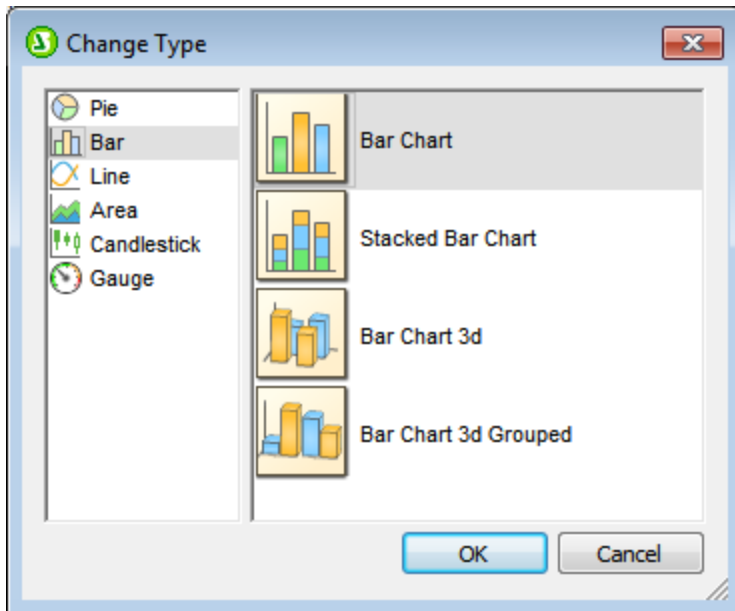 Change Type
Pie
Bar
Line
Area
Candlestick
Gauge
Bar Chart
Stacked Bar Chart
Bar Chart 3d
Bar Chart 3d Grouped
OK
Cancel